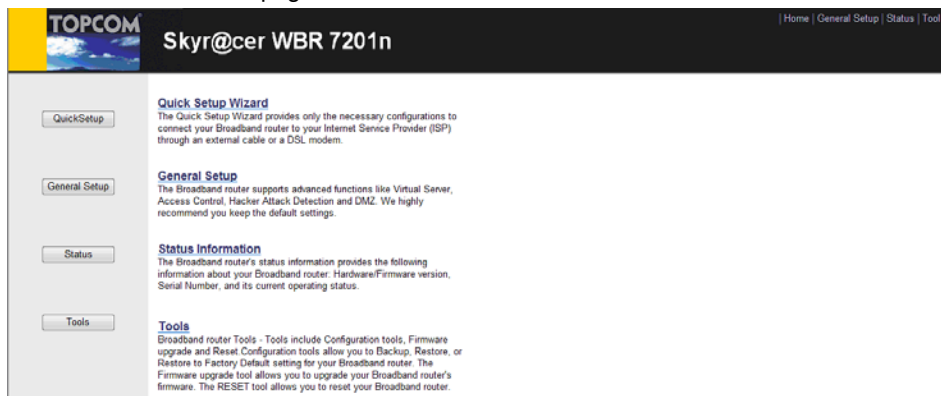 TOPCOM
| Home | General Setup | Status | Tool
Skyr@cer WBR 7201n
QuickSetup
Quick Setup Wizard
The Quick Setup Wizard provides only the necessary configurations to
connect your Broadband router to your Internet Service Provider (ISP)
through an external cable or a DSL modem.
General Setup
General Setup
The Broadband router supports advanced functions like Virtual Server,
Access Control, Hacker Attack Detection and DMZ. We highly
recommend you keep the default settings.
Status
Status Information
The Broadband router's status information provides the following
information about your Broadband router: Hardware/Firmware version,
Serial Number, and its current operating status.
Tools
Tools
Broadband router Tools - Tools include Configuration tools, Firmware
upgrade and Reset.Configuration tools allow you to Backup, Restore, or
Restore to Factory Default setting for your Broadband router. The
Firmware upgrade tool allows you to upgrade your Broadband router's
firmware. The RESET tool allows you to reset your Broadband router.